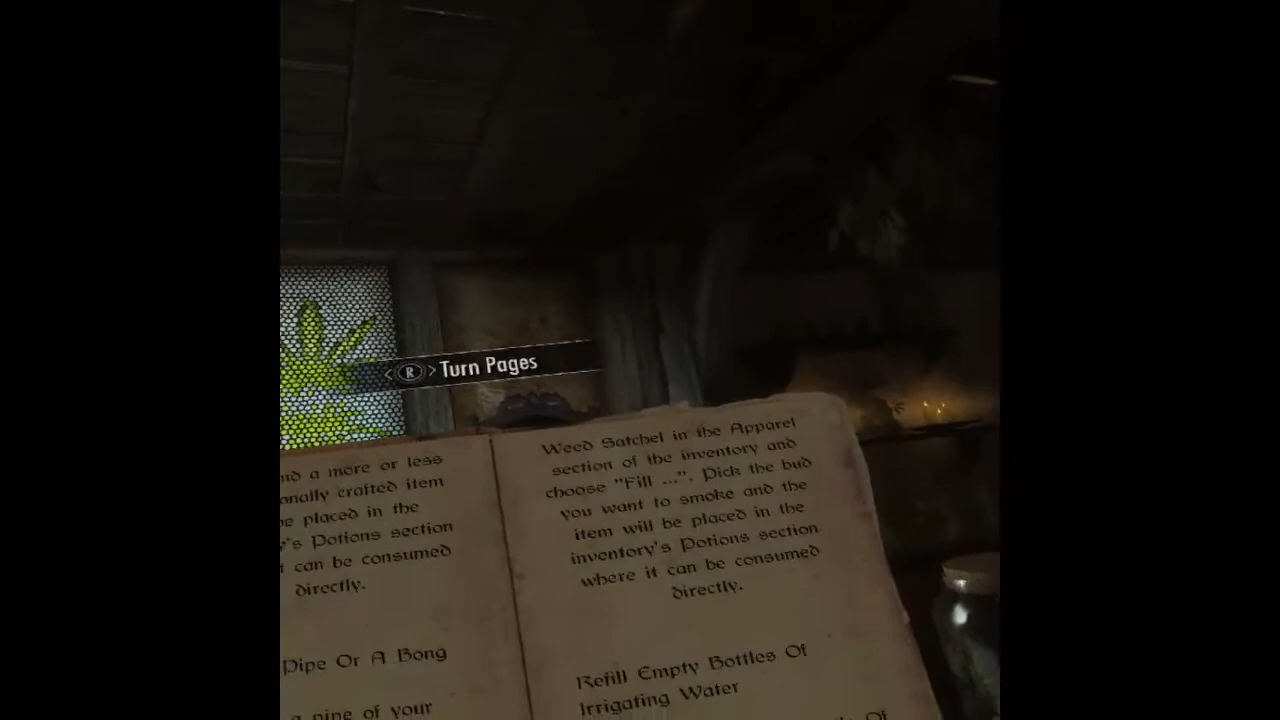 <R> Turn Pages
nd a more or less
onally crafted item
be placed in the
y's Potions section
t can be consumed
directly.
Pipe Or A Bong
a pipe of your
Weed Satchel in the Apparel
section of the inventory and
choose "Fill ...". Pick the bud
you want to smoke and the
item will be placed in the
inventory's Potions section
where it can be consumed
directly.
Refill Empty Bottles Of
Irrigating Water
Of